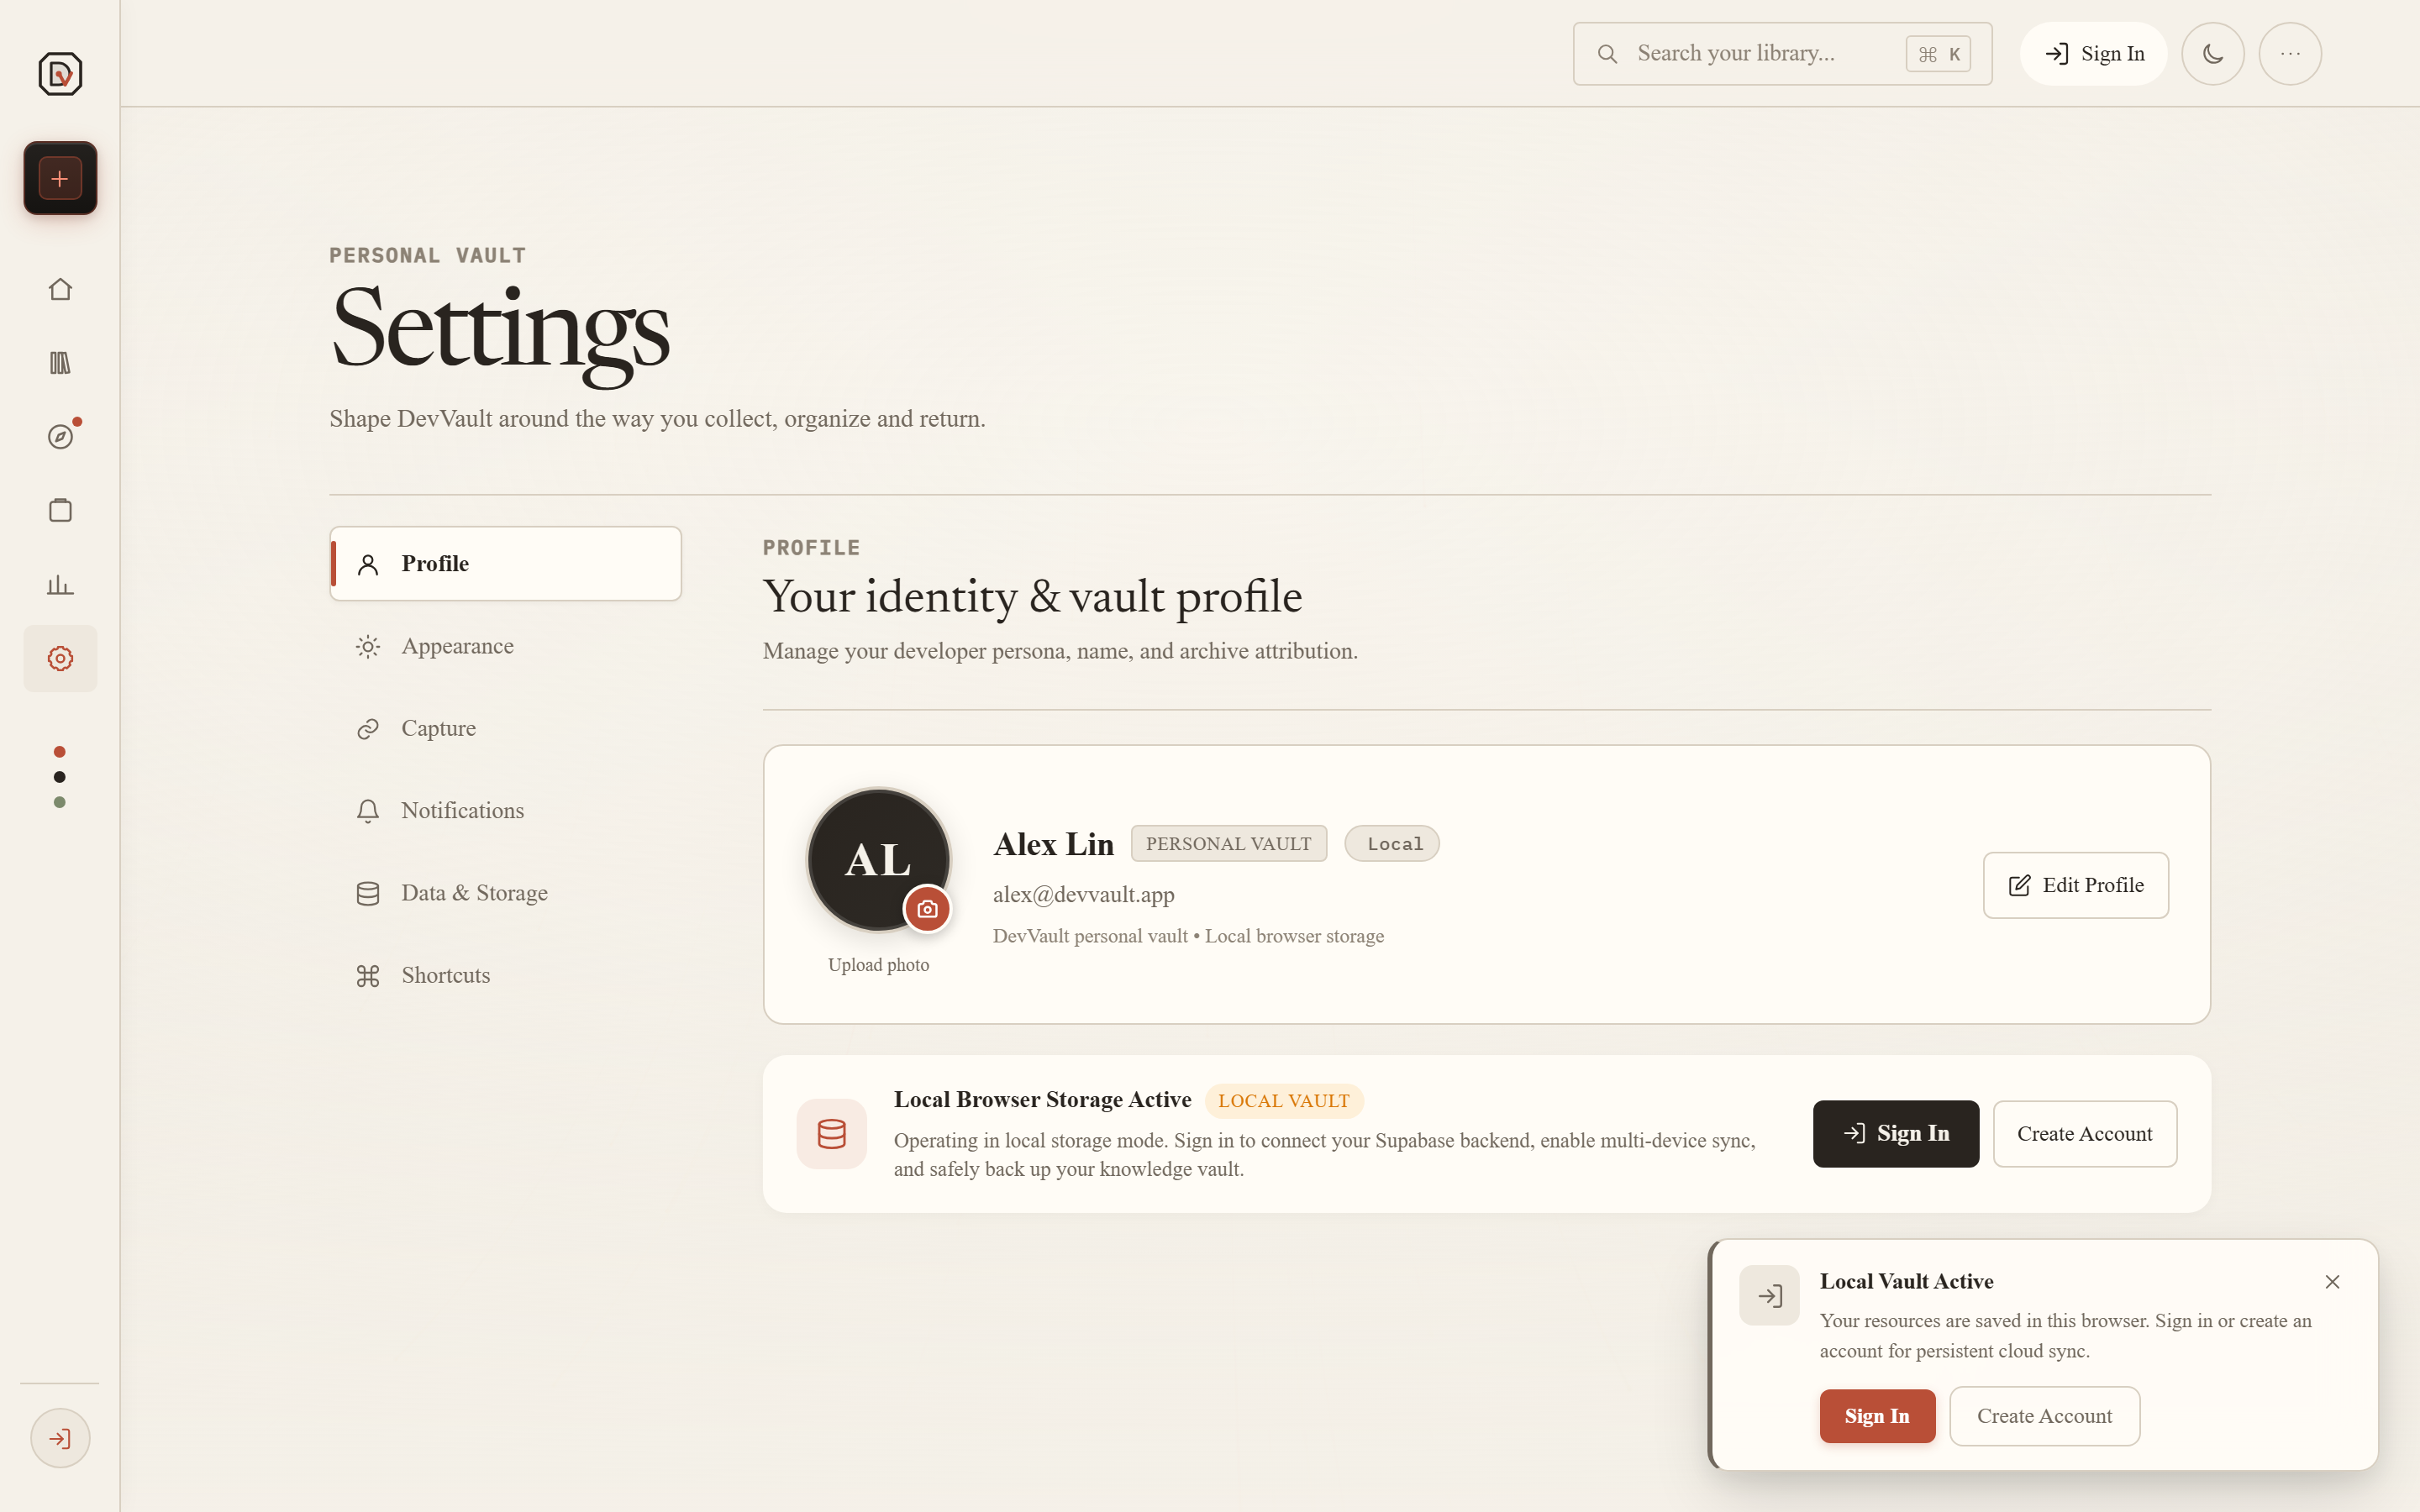 Search your library...
⌘ K
Sign In
...
PERSONAL VAULT
Settings
Shape DevVault around the way you collect, organize and return.
Profile
Appearance
Capture
Notifications
Data & Storage
Shortcuts
PROFILE
Your identity & vault profile
Manage your developer persona, name, and archive attribution.
AL
Upload photo
Alex Lin
PERSONAL VAULT
Local
alex@devvault.app
DevVault personal vault • Local browser storage
Edit Profile
Local Browser Storage Active
LOCAL VAULT
Operating in local storage mode. Sign in to connect your Supabase backend, enable multi-device sync,
and safely back up your knowledge vault.
Sign In
Create Account
Local Vault Active
Your resources are saved in this browser. Sign in or create an
account for persistent cloud sync.
Sign In
Create Account